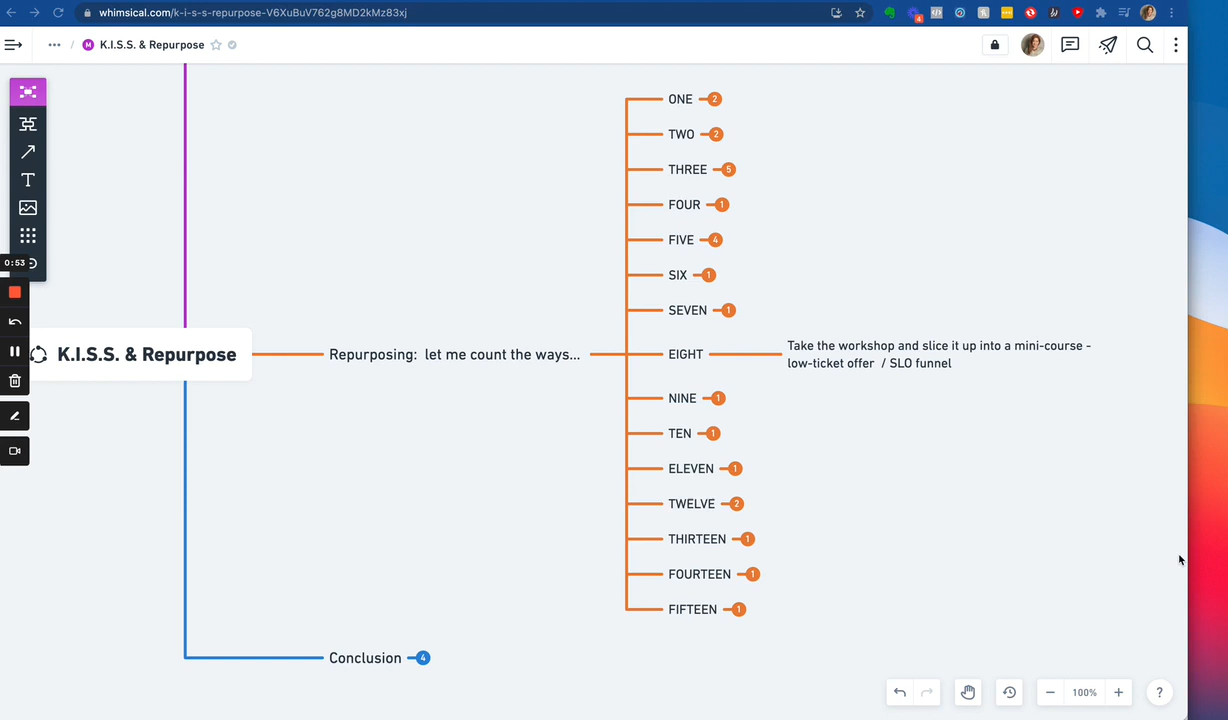 whimsical.com/k-i-s-s-repurpose-V6XuBuV762g8MD2kMz83xj
4
... / M K.I.S.S. & Repurpose
T
0:53
K.I.S.S. & Repurpose
Repurposing: let me count the ways...
ONE 2
TWO 2
THREE 5
FOUR 1
FIVE 4
SIX 1
SEVEN 1
EIGHT
Take the workshop and slice it up into a mini-course -
low-ticket offer / SLO funnel
NINE 1
TEN 1
ELEVEN 1
TWELVE 2
THIRTEEN 1
FOURTEEN 1
FIFTEEN 1
Conclusion 4
100%
?